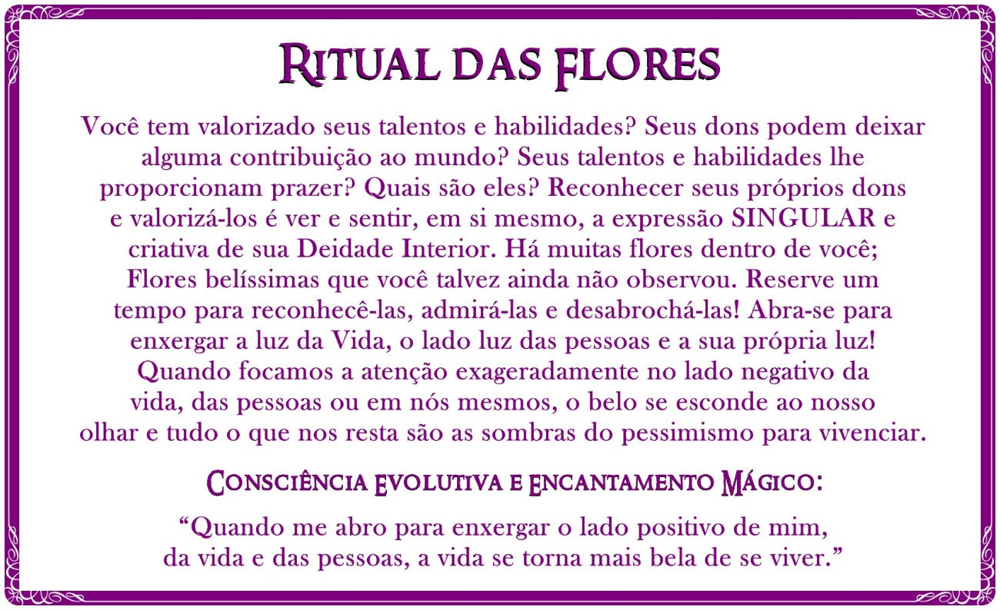 Ritual das Flores
Você tem valorizado seus talentos e habilidades? Seus dons podem deixar
alguma contribuição ao mundo? Seus talentos e habilidades lhe
proporcionam prazer? Quais são eles? Reconhecer seus próprios dons
e valorizá-los é ver e sentir, em si mesmo, a expressão SINGULAR e
criativa de sua Deidade Interior. Há muitas flores dentro de você;
Flores belíssimas que você talvez ainda não observou. Reserve um
tempo para reconhecê-las, admirá-las e desabrochá-las! Abra-se para
enxergar a luz da Vida, o lado luz das pessoas e a sua própria luz!
Quando focamos a atenção exageradamente no lado negativo da
vida, das pessoas ou em nós mesmos, o belo se esconde ao nosso
olhar e tudo o que nos resta são as sombras do pessimismo para vivenciar.
Consciência Evolutiva e Encantamento Mágico:
“Quando me abro para enxergar o lado positivo de mim,
da vida e das pessoas, a vida se torna mais bela de se viver.”